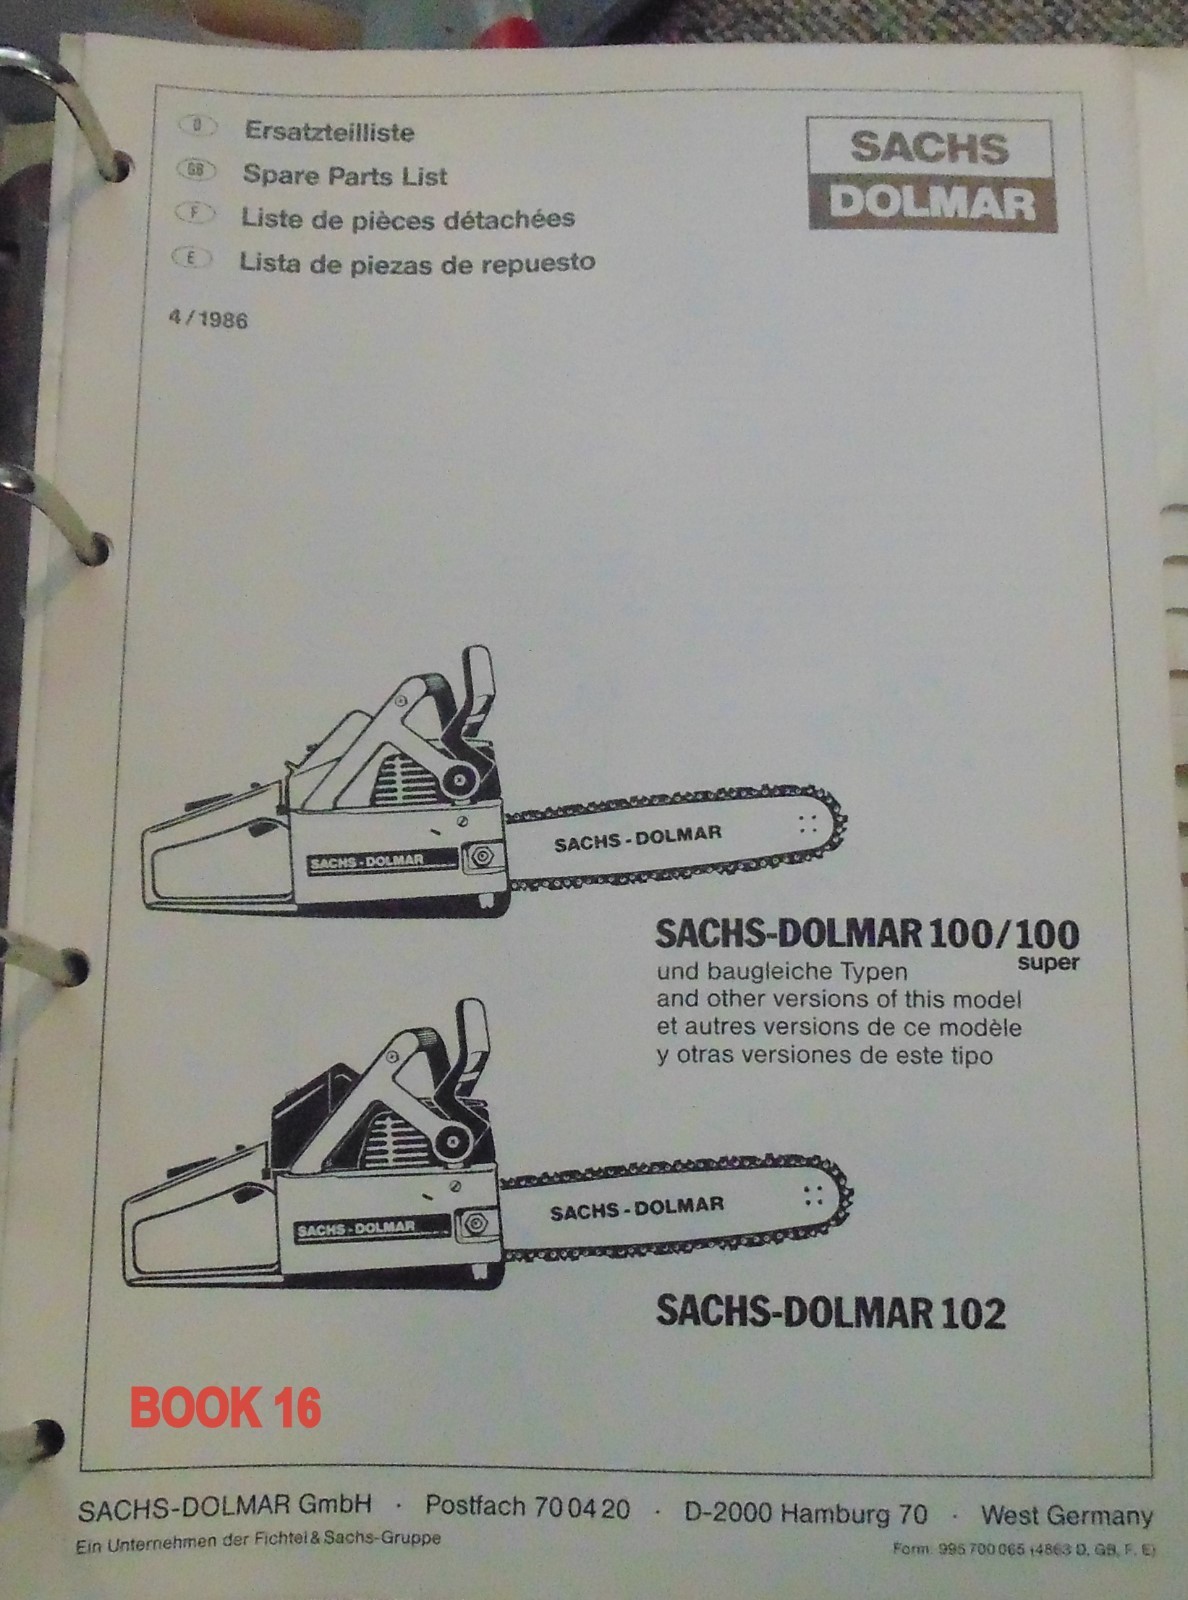 D Ersatzteilliste
GB Spare Parts List
F Liste de pièces détachées
E Lista de piezas de repuesto
4/1986
SACHS
DOLMAR
SACHS-DOLMAR
SACHS-DOLMAR
SACHS-DOLMAR 100/100
super
und baugleiche Typen
and other versions of this model
et autres versions de ce modèle
y otras versiones de este tipo
SACHS-DOLMAR
SACHS-DOLMAR
SACHS-DOLMAR 102
BOOK 16
SACHS-DOLMAR GmbH · Postfach 700420 · D-2000 Hamburg 70 · West Germany
Ein Unternehmen der Fichtel & Sachs-Gruppe
Form: 995 700 065 (4863 D, GB, F, E)